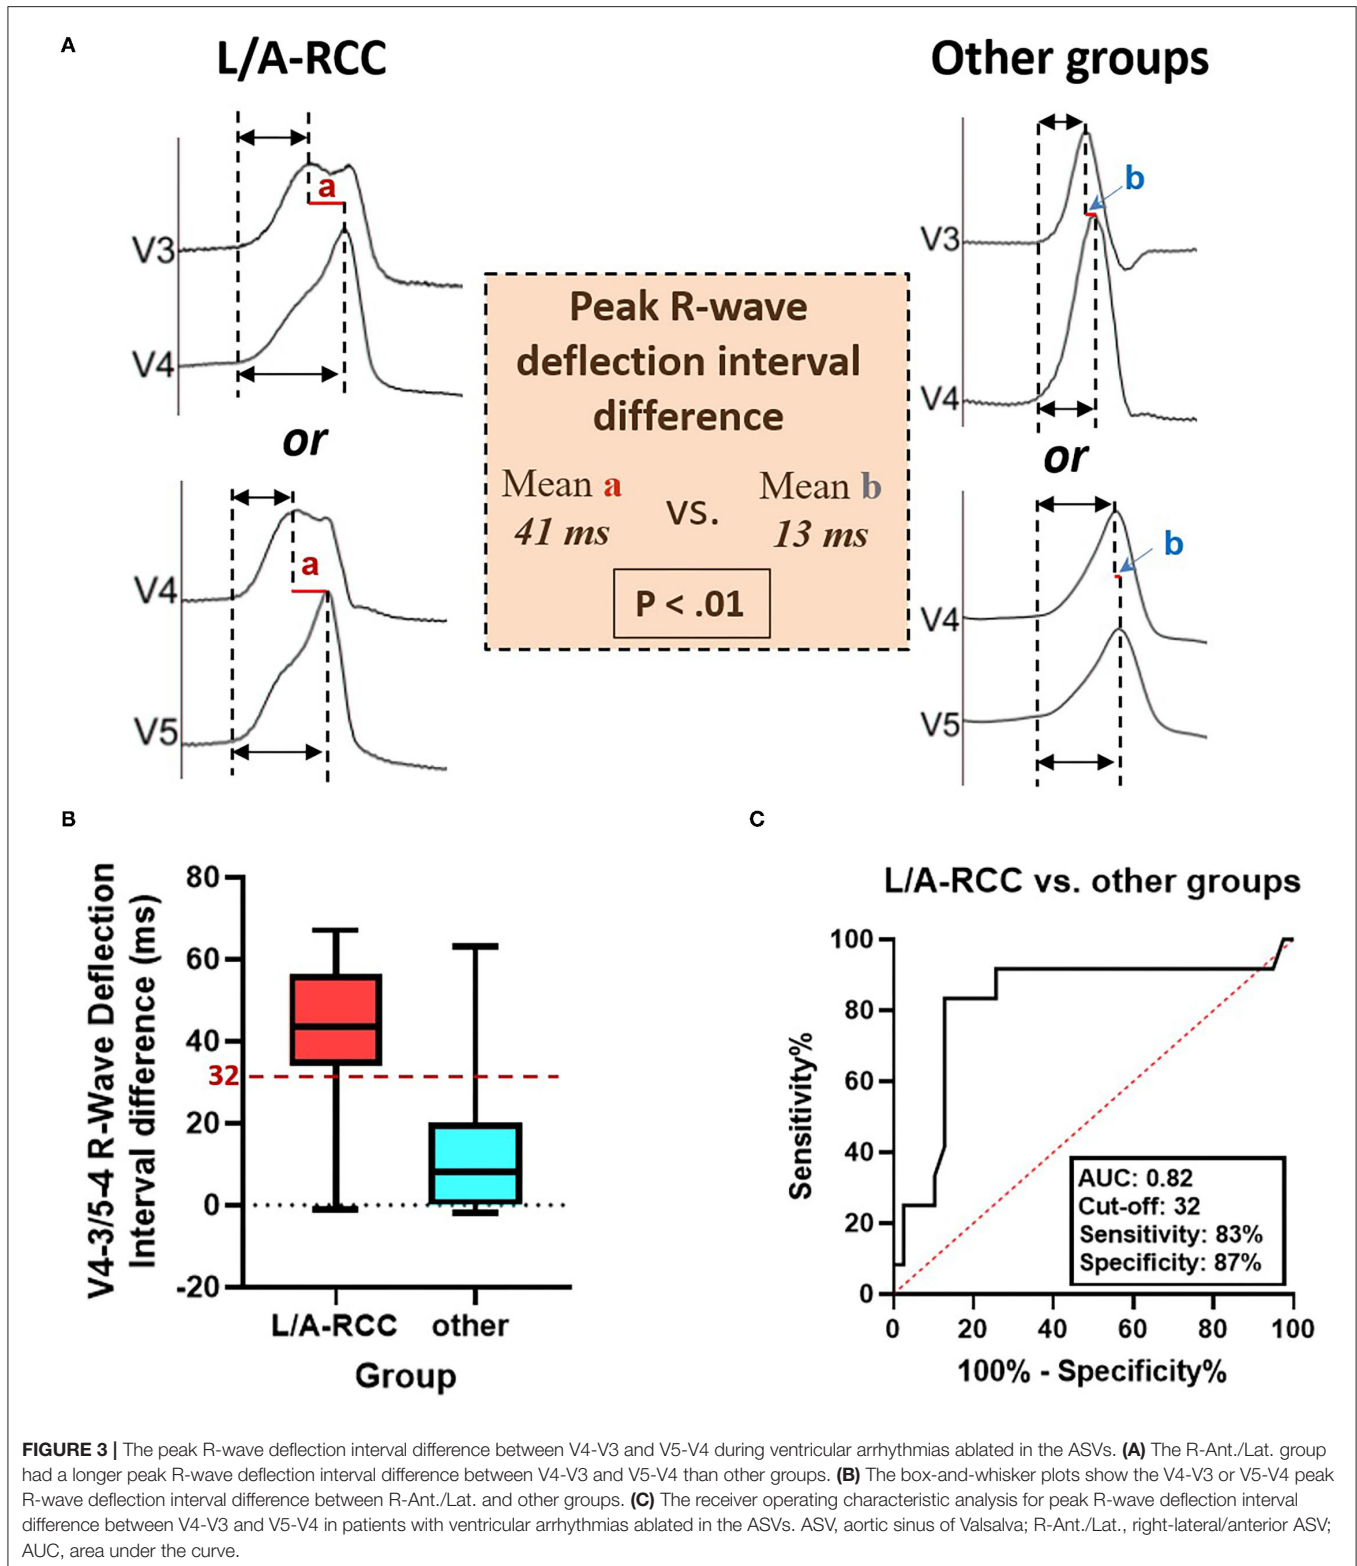 A
L/A-RCC
Other groups
a
V3
V4
or
a
V4
V5
Peak R-wave
deflection interval
difference
Mean a
41 ms
vs.
Mean b
13 ms
P < .01
b
V3
V4
or
b
V4
V5
B
V4-3/5-4 R-Wave Deflection
Interval difference (ms)
80
60
40
32
20
0
-20
L/A-RCC other
Group
C
L/A-RCC vs. other groups
Sensitivity%
100
80
60
40
20
0
AUC: 0.82
Cut-off: 32
Sensitivity: 83%
Specificity: 87%
0 20 40 60 80 100
100% - Specificity%
FIGURE 3 | The peak R-wave deflection interval difference between V4-V3 and V5-V4 during ventricular arrhythmias ablated in the ASVs. (A) The R-Ant./Lat. group
had a longer peak R-wave deflection interval difference between V4-V3 and V5-V4 than other groups. (B) The box-and-whisker plots show the V4-V3 or V5-V4 peak
R-wave deflection interval difference between R-Ant./Lat. and other groups. (C) The receiver operating characteristic analysis for peak R-wave deflection interval
difference between V4-V3 and V5-V4 in patients with ventricular arrhythmias ablated in the ASVs. ASV, aortic sinus of Valsalva; R-Ant./Lat., right-lateral/anterior ASV;
AUC, area under the curve.